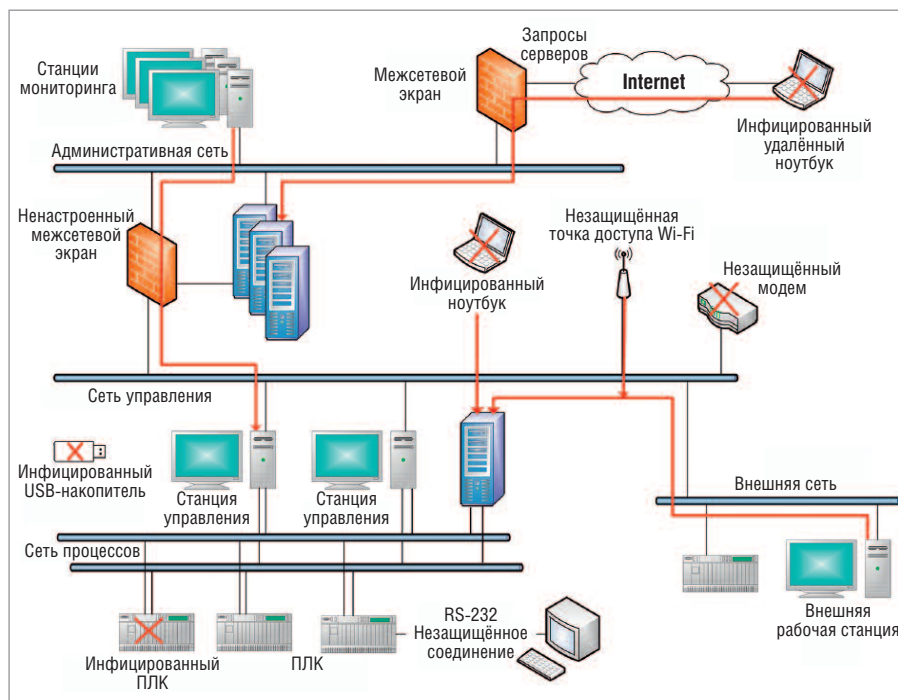 Станции
мониторинга
Межсетевой
экран
Запросы
серверов
Internet
Инфицированный
удалённый
ноутбук
Административная сеть
Ненастроенный
межсетевой
экран
Инфицированный
ноутбук
Незащищённая
точка доступа Wi-Fi
Незащищённый
модем
Сеть управления
Инфицированный
USB-накопитель
Станция
управления
Станция
управления
Внешняя сеть
Сеть процессов
Инфицированный
ПЛК
ПЛК
RS-232
Незащищённое
соединение
Внешняя
рабочая станция